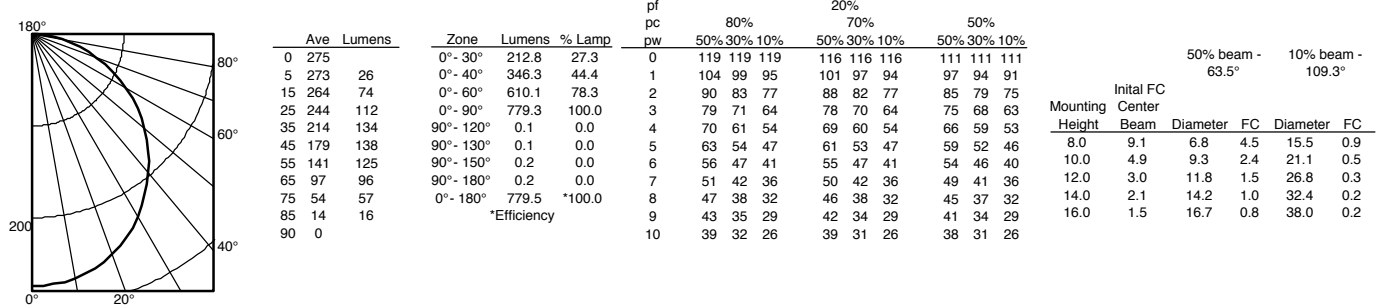 180°
80°
60°
200
40°
0° 20°
Ave Lumens
0 275
5 273 26
15 264 74
25 244 112
35 214 134
45 179 138
55 141 125
65 97 96
75 54 57
85 14 16
90 0
Zone Lumens % Lamp
0°- 30° 212.8 27.3
0°- 40° 346.3 44.4
0°- 60° 610.1 78.3
0°- 90° 779.3 100.0
90°- 120° 0.1 0.0
90°- 130° 0.1 0.0
90°- 150° 0.2 0.0
90°- 180° 0.2 0.0
0°- 180° 779.5 *100.0
*Efficiency
pf 20%
pc 80% 70% 50%
pw 50% 30% 10% 50% 30% 10% 50% 30% 10%
0 119 119 119 116 116 116 111 111 111
1 104 99 95 101 97 94 97 94 91
2 90 83 77 88 82 77 85 79 75
3 79 71 64 78 70 64 75 68 63
4 70 61 54 69 60 54 66 59 53
5 63 54 47 61 53 47 59 52 46
6 56 47 41 55 47 41 54 46 40
7 51 42 36 50 42 36 49 41 36
8 47 38 32 46 38 32 45 37 32
9 43 35 29 42 34 29 41 34 29
10 39 32 26 39 31 26 38 31 26
50% beam - 10% beam -
63.5° 109.3°
Inital FC
Mounting Center
Height Beam Diameter FC Diameter FC
8.0 9.1 6.8 4.5 15.5 0.9
10.0 4.9 9.3 2.4 21.1 0.5
12.0 3.0 11.8 1.5 26.8 0.3
14.0 2.1 14.2 1.0 32.4 0.2
16.0 1.5 16.7 0.8 38.0 0.2